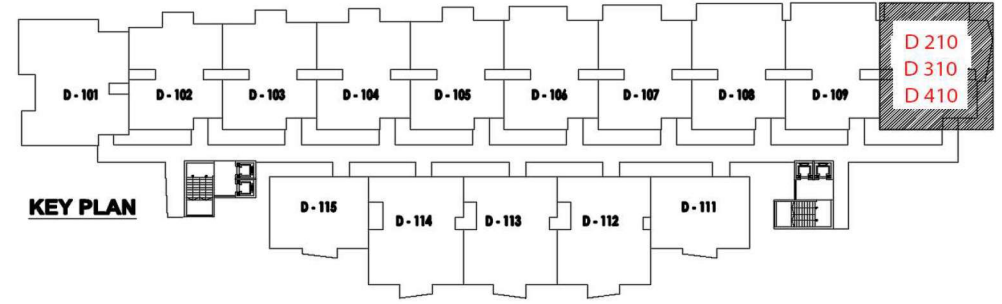 D - 101
D - 102
D - 103
D - 104
D - 105
D - 106
D - 107
D - 108
D - 109
D 210
D 310
D 410
KEY PLAN
D - 115
D - 114
D - 113
D - 112
D - 111